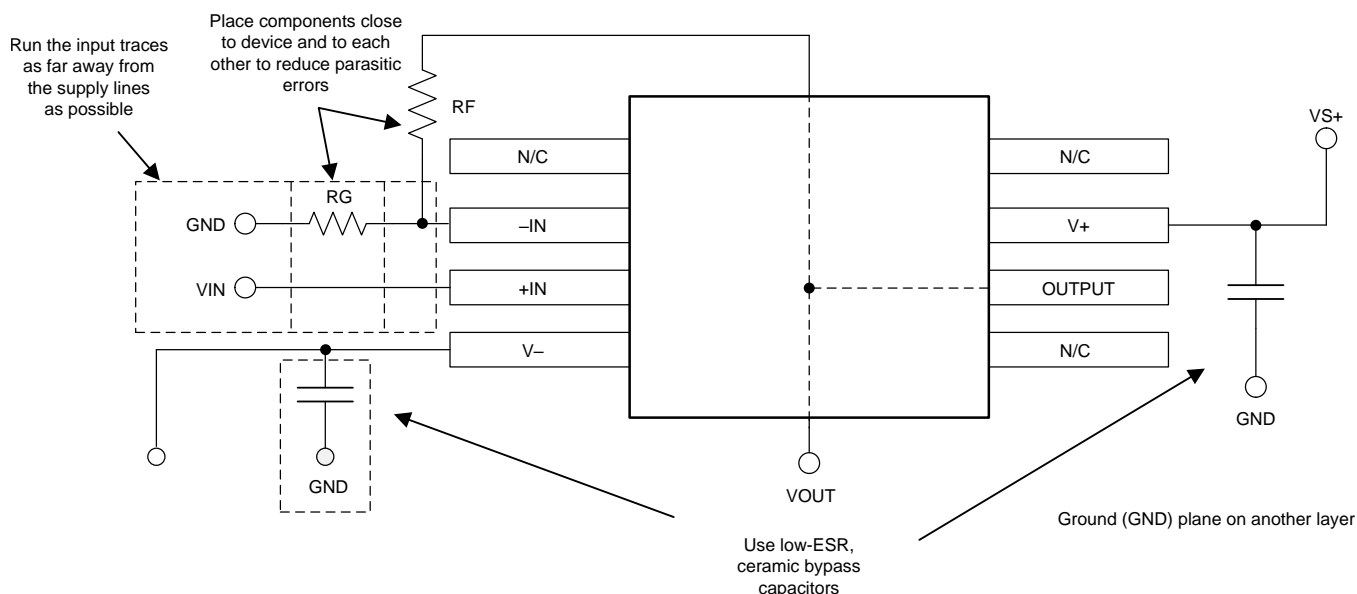 Run the input traces
as far away from
the supply lines
as possible
Place components close
to device and to each
other to reduce parasitic
errors
RF
N/C
N/C
VS+
RG
GND
–IN
V+
VIN
+IN
OUTPUT
V–
N/C
GND
GND
VOUT
Ground (GND) plane on another layer
Use low-ESR,
ceramic bypass
capacitors